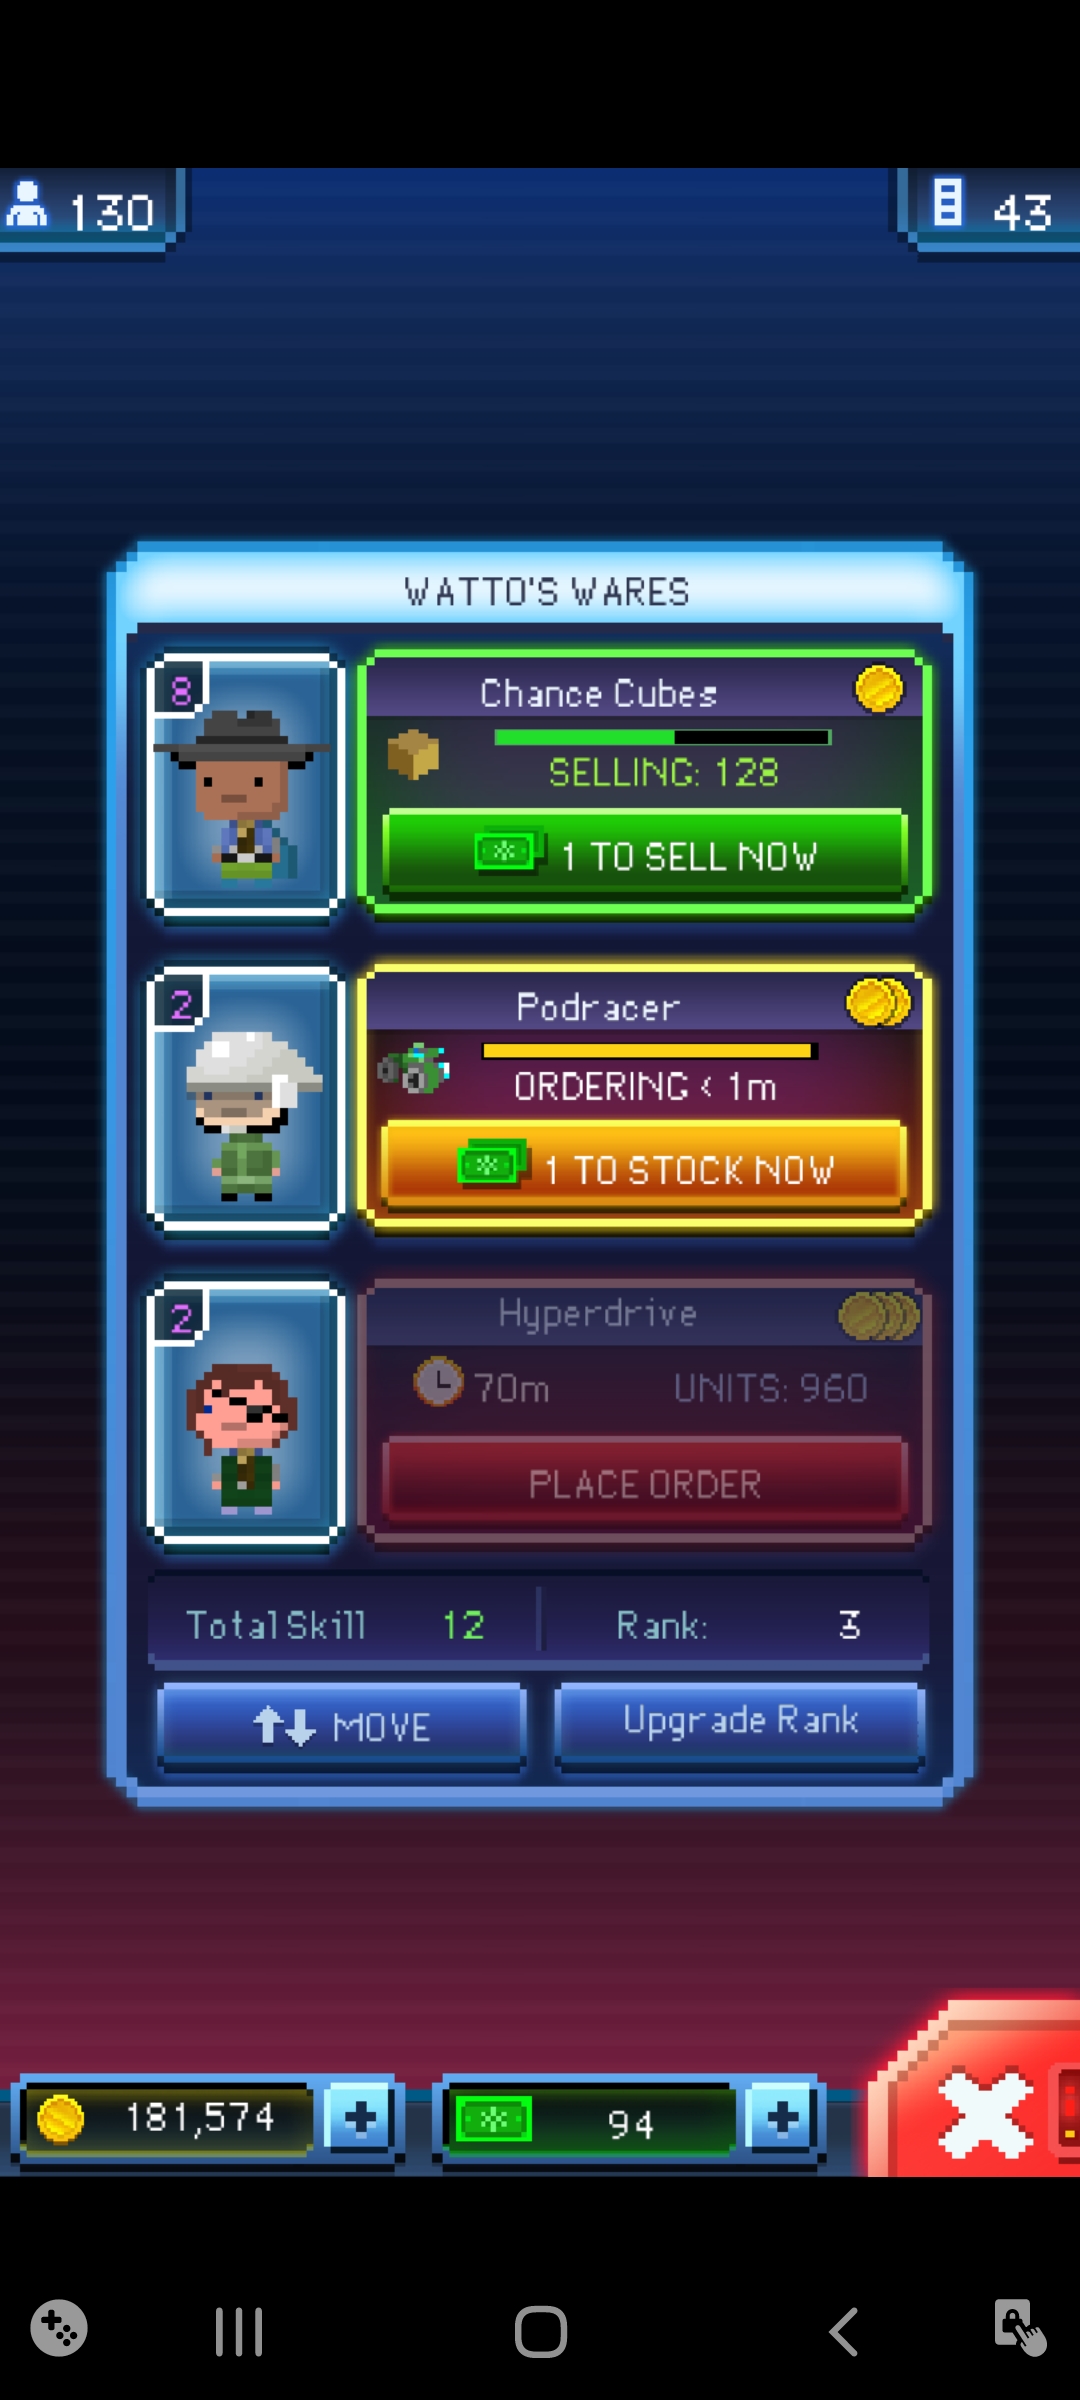 130
43
WATTO'S WARES
8
Chance Cubes
SELLING: 128
1 TO SELL NOW
2
Podracer
ORDERING < 1m
1 TO STOCK NOW
2
Hyperdrive
70m UNITS: 960
PLACE ORDER
Total Skill 12 Rank: 3
MOVE Upgrade Rank
181,574 + 94 +